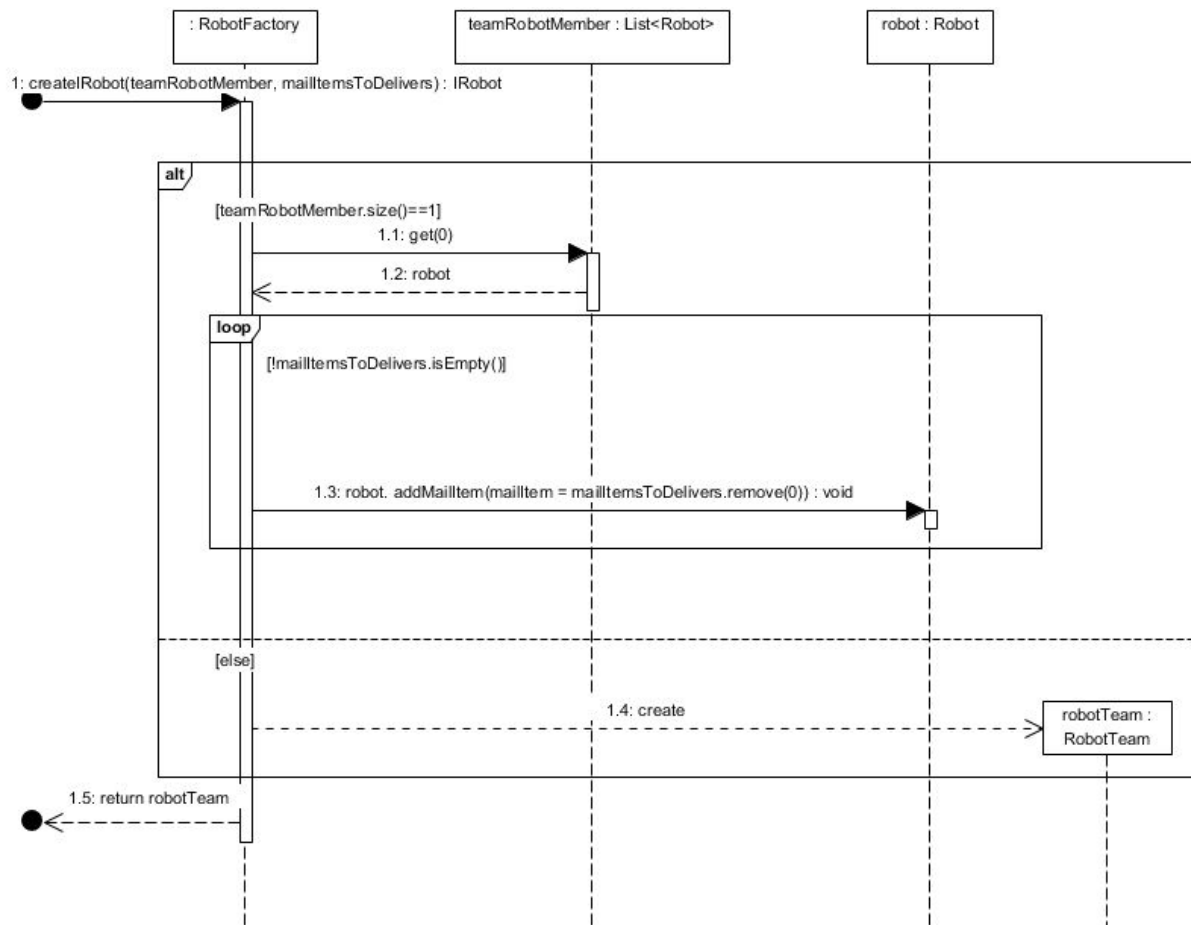 : RobotFactory
teamRobotMember : List<Robot>
robot : Robot
1: createIRobot(teamRobotMember, mailItemsToDelivers) : IRobot
alt
[teamRobotMember.size()==1]
1.1: get(0)
1.2: robot
loop
[!mailItemsToDelivers.isEmpty()]
1.3: robot. addMailItem(mailItem = mailItemsToDelivers.remove(0)) : void
[else]
1.4: create
robotTeam :
RobotTeam
1.5: return robotTeam